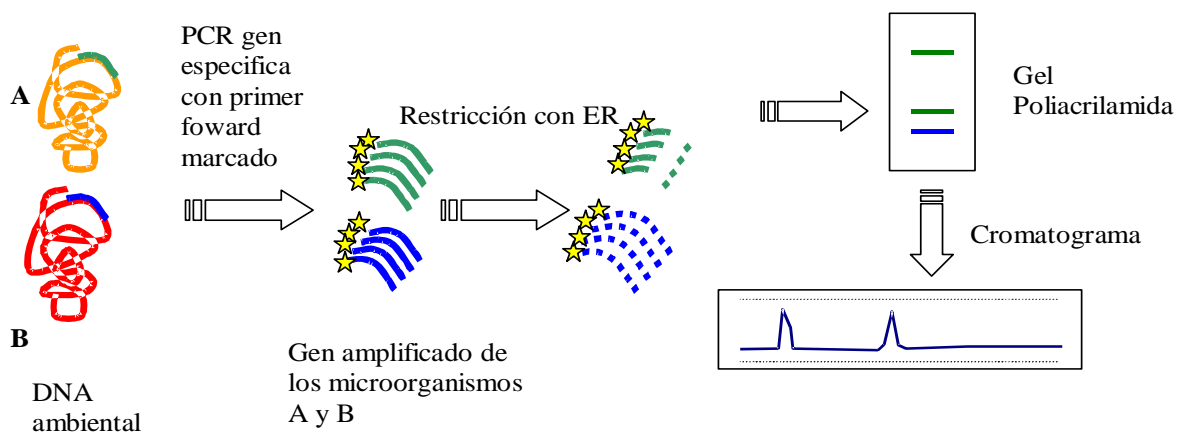 A
B
DNA
ambiental
PCR gen
especifica
con primer
foward
marcado
Gen amplificado de
los microorganismos
A y B
Restricción con ER
Gel
Poliacrilamida
Cromatograma